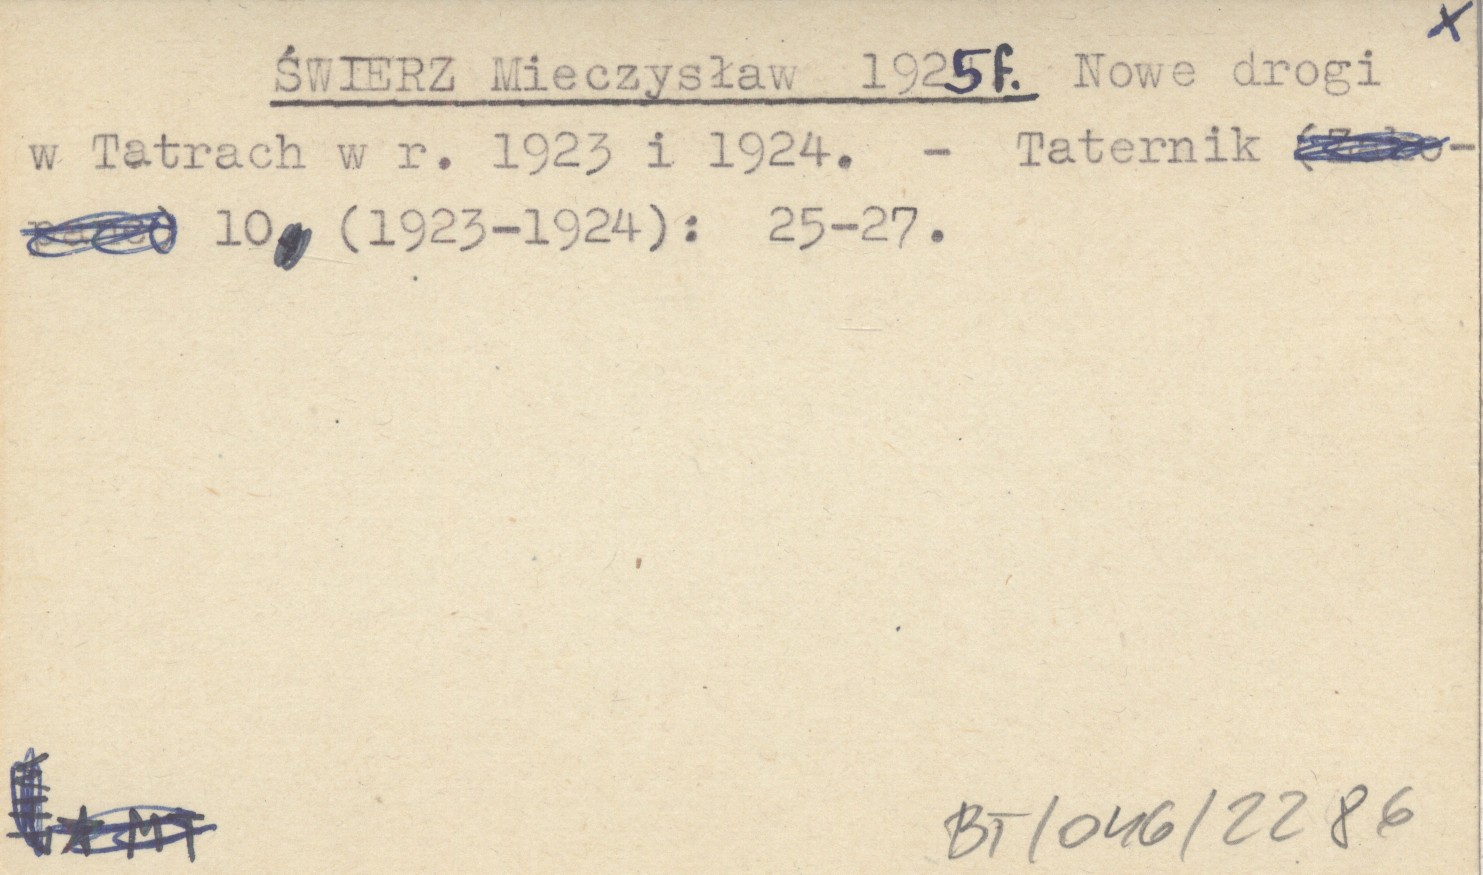 x
ŚWIERZ Mieczysław 1925f. Nowe drogi
w Tatrach w r. 1923 i 1924. - Taternik
10 (1923-1924): 25-27.
BT/046/2286